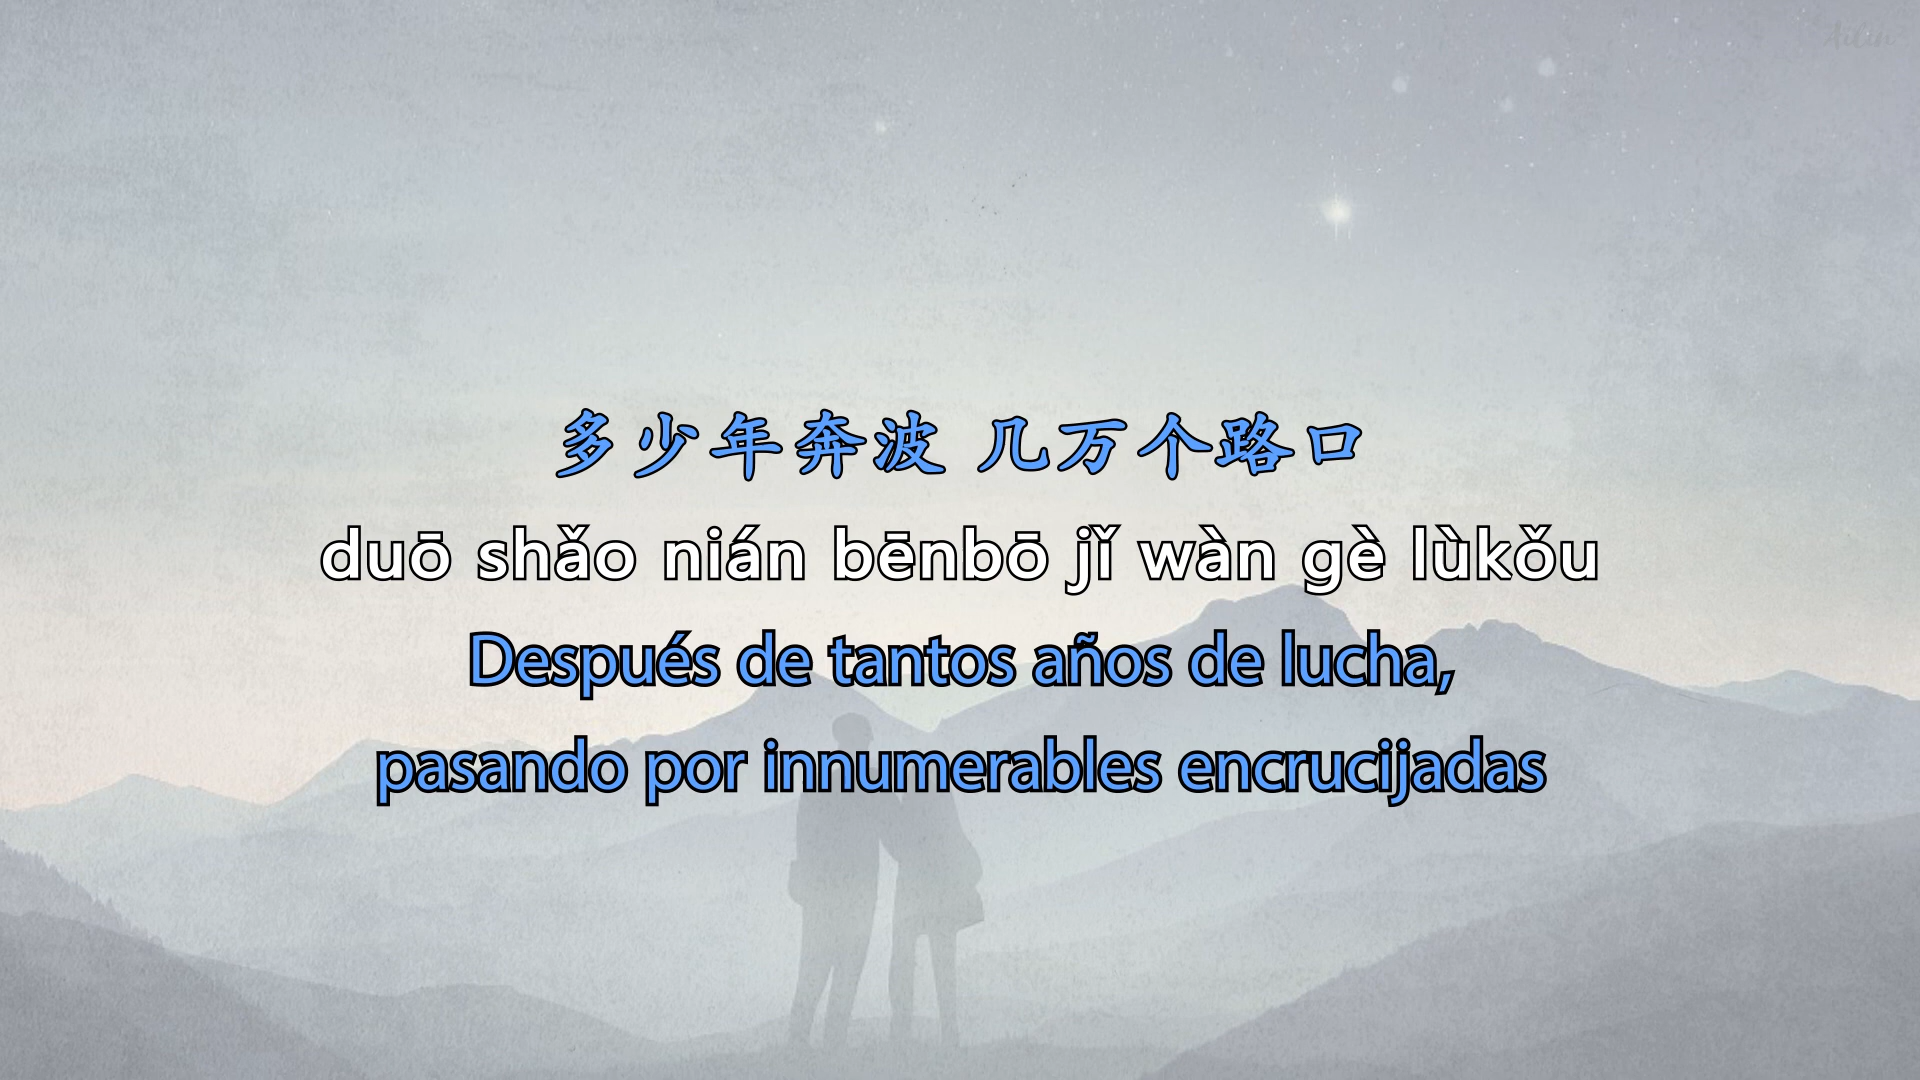 Ailin
多少年奔波 几万个路口
duō shǎo nián bēnbō jǐ wàn gè lùkǒu
Después de tantos años de lucha,
pasando por innumerables encrucijadas